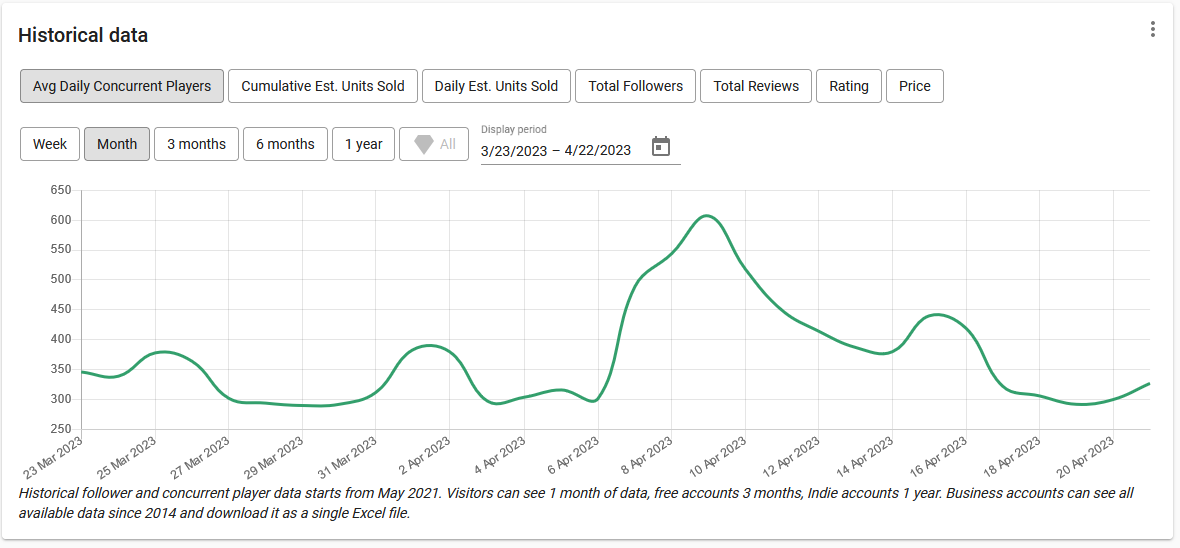 Historical data
Avg Daily Concurrent Players Cumulative Est. Units Sold Daily Est. Units Sold Total Followers Total Reviews Rating Price
Display period
Week Month 3 months 6 months 1 year All 3/23/2023 – 4/22/2023
650
600
550
500
450
400
350
300
250
23 Mar 2023 25 Mar 2023 27 Mar 2023 29 Mar 2023 31 Mar 2023 2 Apr 2023 4 Apr 2023 6 Apr 2023 8 Apr 2023 10 Apr 2023 12 Apr 2023 14 Apr 2023 16 Apr 2023 18 Apr 2023 20 Apr 2023
Historical follower and concurrent player data starts from May 2021. Visitors can see 1 month of data, free accounts 3 months, Indie accounts 1 year. Business accounts can see all
available data since 2014 and download it as a single Excel file.